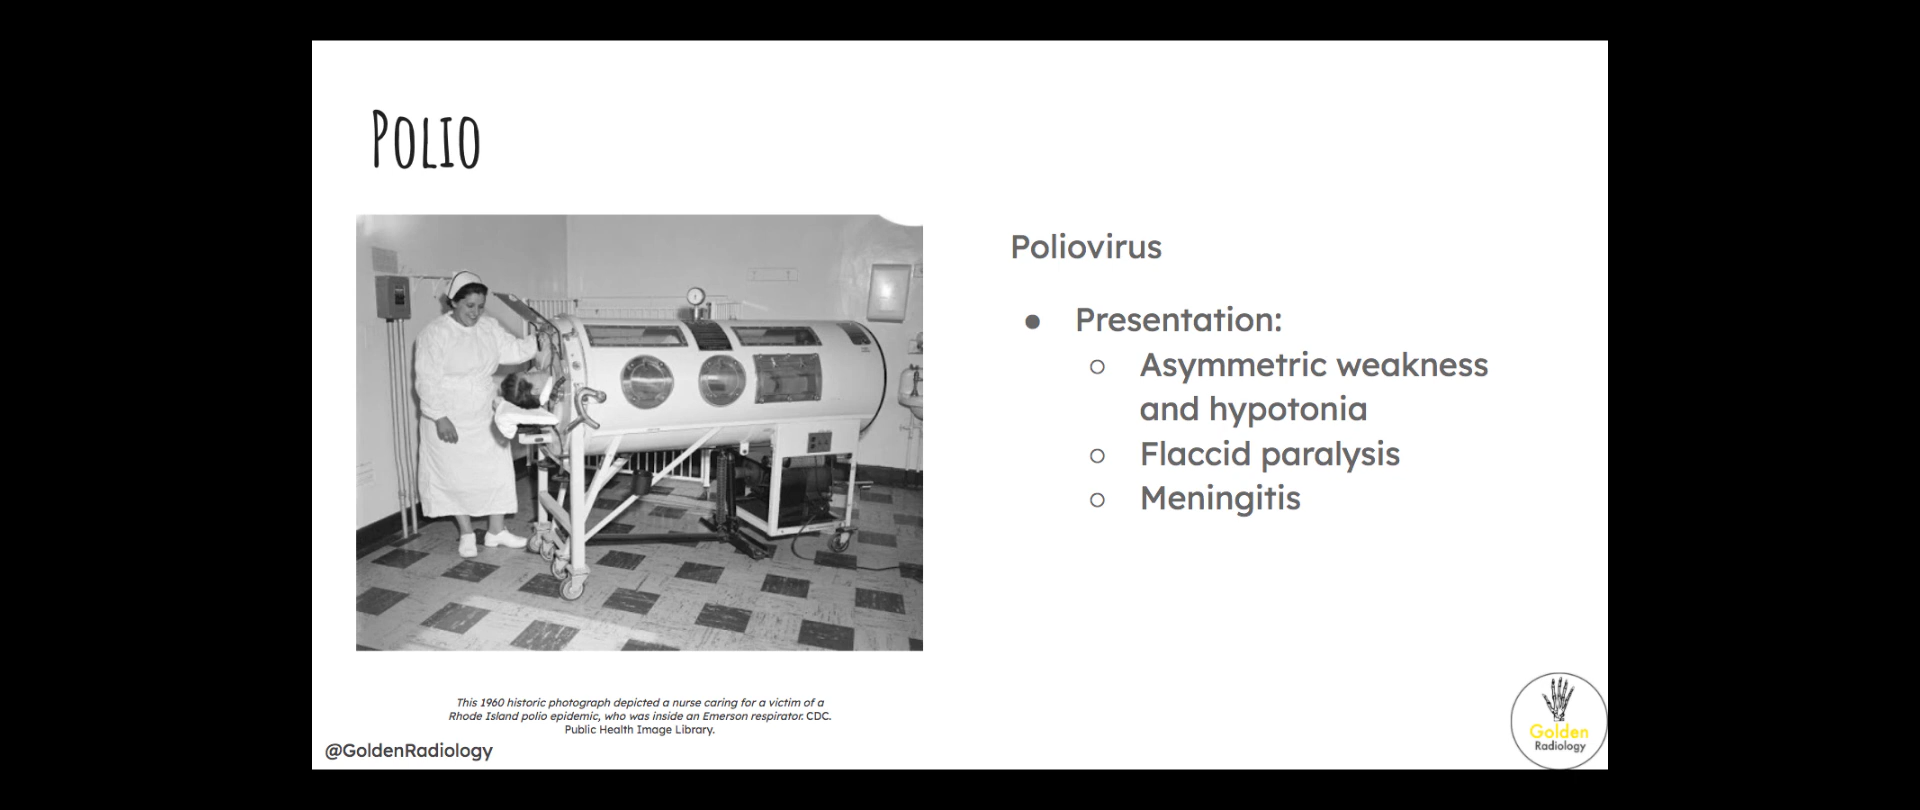 Polio
Poliovirus
● Presentation:
○ Asymmetric weakness
and hypotonia
○ Flaccid paralysis
○ Meningitis
This 1960 historic photograph depicted a nurse caring for a victim of a
Rhode Island polio epidemic, who was inside an Emerson respirator. CDC.
Public Health Image Library.
@GoldenRadiology
Golden
Radiology